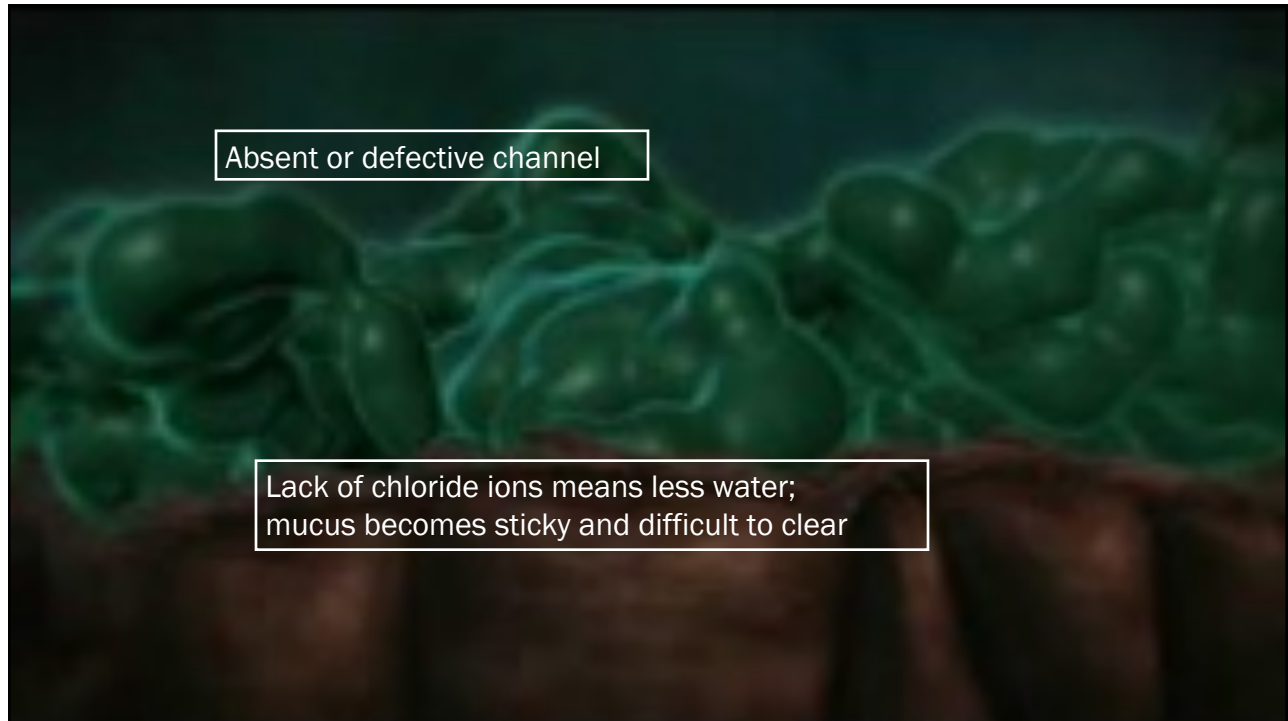 Absent or defective channel
Lack of chloride ions means less water;
mucus becomes sticky and difficult to clear